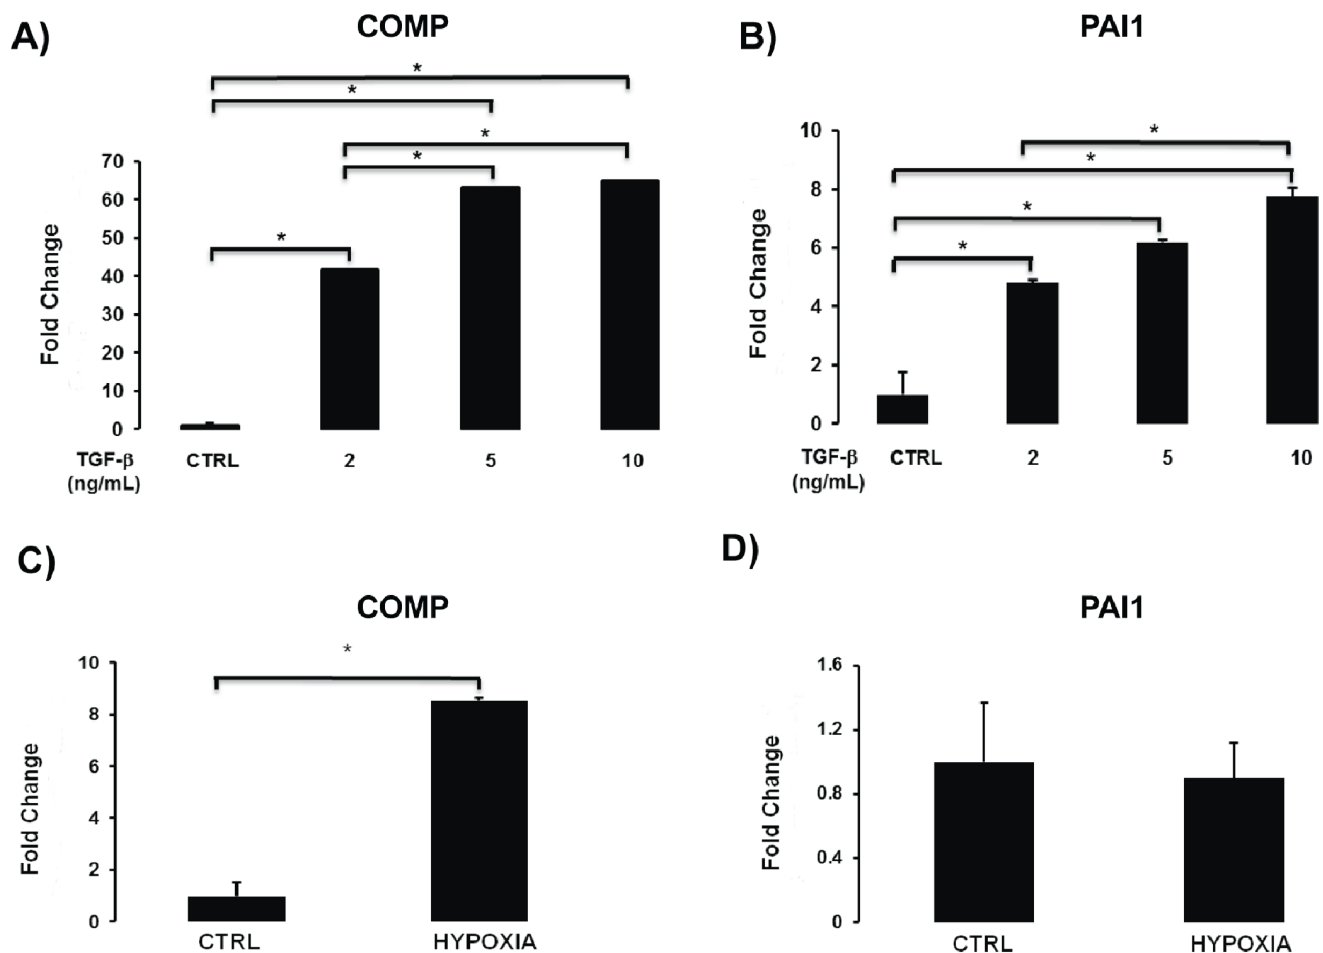 A)
COMP
*
*
*
*
*
Fold Change
70
60
50
40
30
20
10
0
TGF-β
(ng/mL)
CTRL 2 5 10
B)
PAI1
*
*
*
*
Fold Change
10
8
6
4
2
0
TGF-β
(ng/mL)
CTRL 2 5 10
C)
COMP
*
Fold Change
10
8
6
4
2
0
CTRL HYPOXIA
D)
PAI1
Fold Change
1.6
1.2
0.8
0.4
0
CTRL HYPOXIA